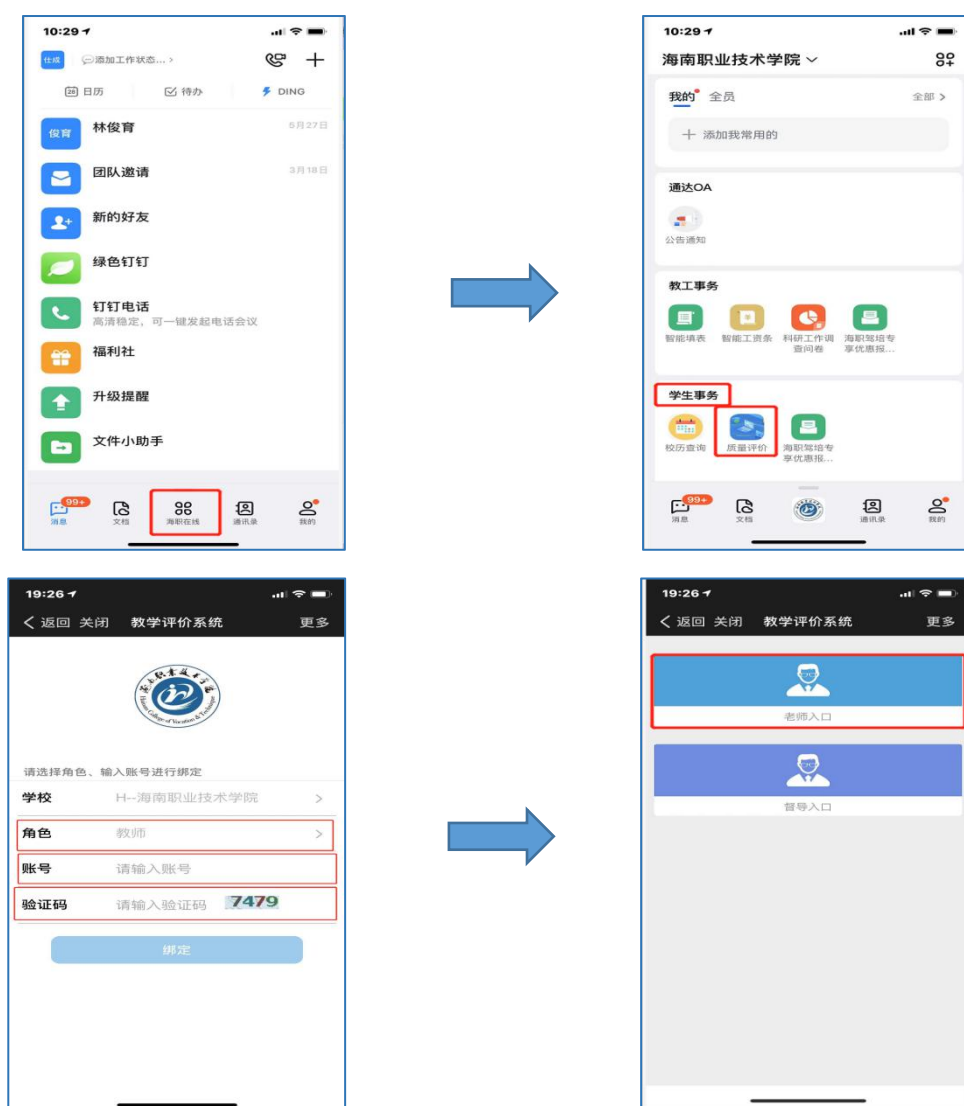 10:29
仕成 添加工作状态... >
28 日历 待办 DING
俊育 林俊育 5月27日
团队邀请 3月18日
新的好友
绿色钉钉
钉钉电话
高清稳定，可一键发起电话会议
福利社
升级提醒
文件小助手
99+
消息 文档 海职在线 通讯录 我的
10:29
海南职业技术学院
我的 全员 全部 >
添加我常用的
通达OA
公告通知
教工事务
智能填表 智能工资条 科研工作调查问卷 海职驾培专享优惠报...
学生事务
校历查询 质量评价 海职驾培专享优惠报...
99+
消息 文档 通讯录 我的
19:26
返回 关闭 教学评价系统 更多
请选择角色、输入账号进行绑定
学校 H--海南职业技术学院 >
角色 教师 >
账号 请输入账号
验证码 请输入验证码 7479
绑定
19:26
返回 关闭 教学评价系统 更多
老师入口
督导入口